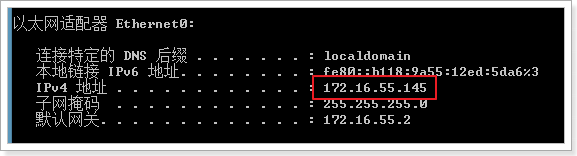 以太网适配器 Ethernet0:
连接特定的 DNS 后缀 . . . . . . . : localdomain
本地链接 IPv6 地址. . . . . . . . : fe80::b118:9a55:12ed:5da6%3
IPv4 地址 . . . . . . . . . . . . : 172.16.55.145
子网掩码 . . . . . . . . . . . . : 255.255.255.0
默认网关. . . . . . . . . . . . . : 172.16.55.2